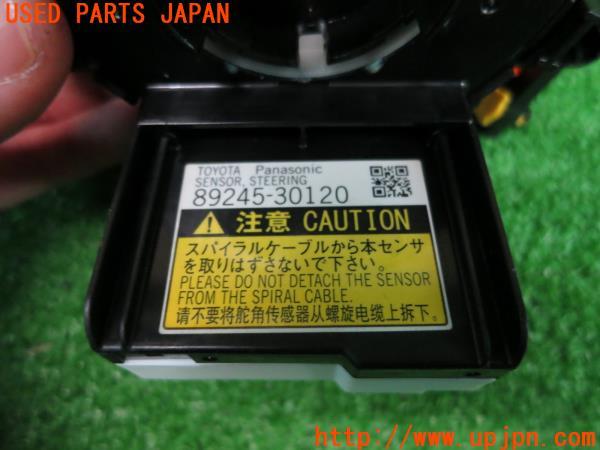 USED PARTS JAPAN
TOYOTA Panasonic
SENSOR, STEERING
89245-30120
注意 CAUTION
スパイラルケーブルから本センサ
を取りはずさないで下さい。
PLEASE DO NOT DETACH THE SENSOR
FROM THE SPIRAL CABLE.
请不要将舵角传感器从螺旋电缆上拆下。
部品屋
http://www.upjpn.com